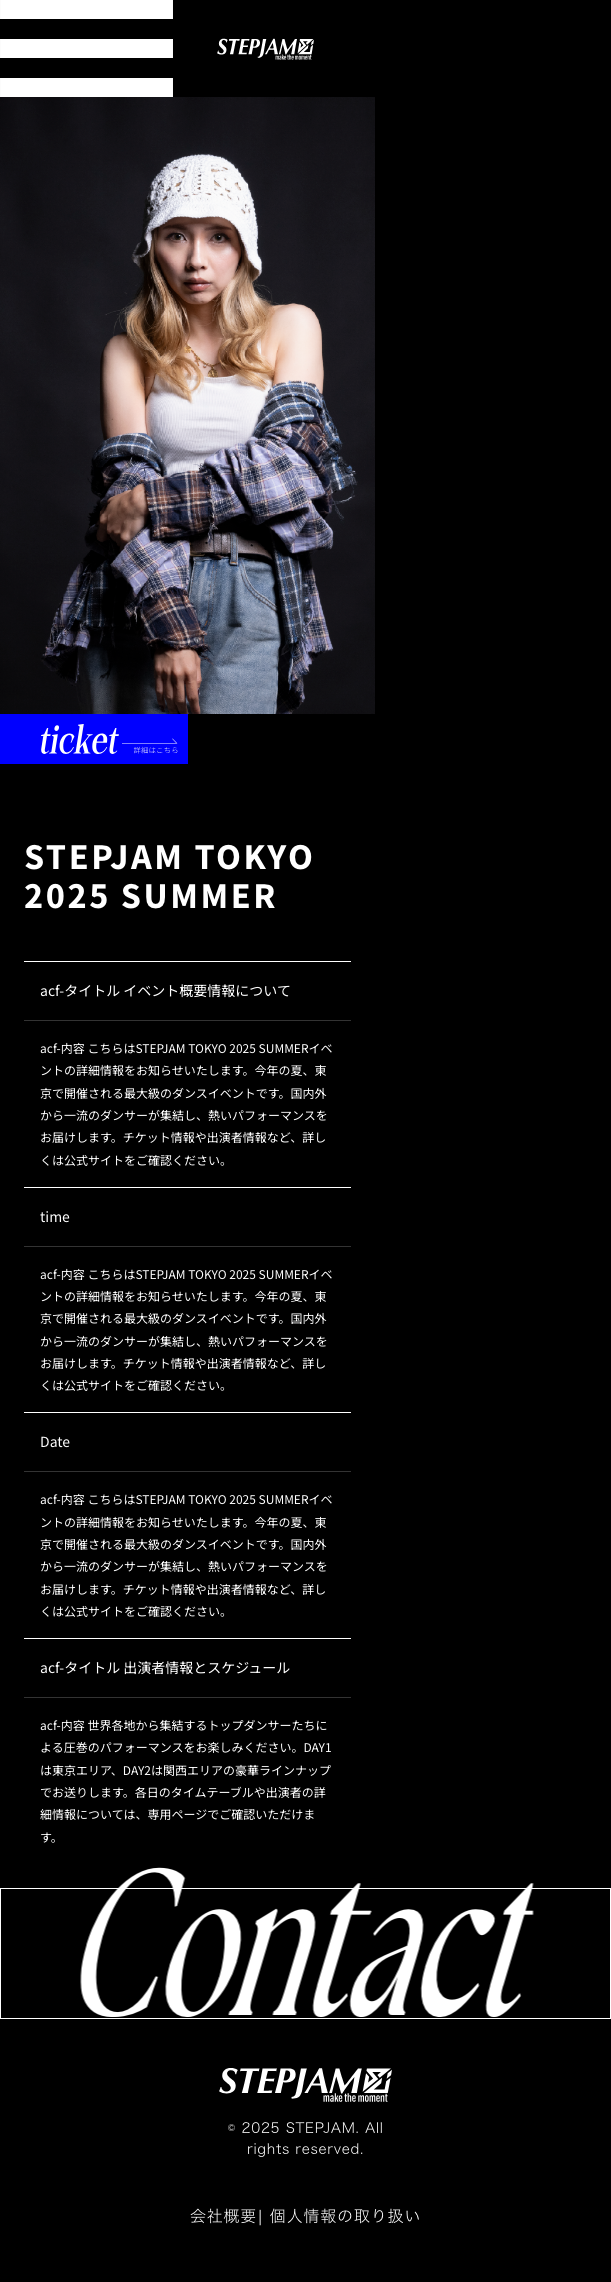 STEPJAM
make the moment
ticket
詳細はこちら
STEPJAM TOKYO
2025 SUMMER
acf-タイトル イベント概要情報について
acf-内容 こちらはSTEPJAM TOKYO 2025 SUMMERイベ
ントの詳細情報をお知らせいたします。今年の夏、東
京で開催される最大級のダンスイベントです。国内外
から一流のダンサーが集結し、熱いパフォーマンスを
お届けします。チケット情報や出演者情報など、詳し
くは公式サイトをご確認ください。
time
acf-内容 こちらはSTEPJAM TOKYO 2025 SUMMERイベ
ントの詳細情報をお知らせいたします。今年の夏、東
京で開催される最大級のダンスイベントです。国内外
から一流のダンサーが集結し、熱いパフォーマンスを
お届けします。チケット情報や出演者情報など、詳し
くは公式サイトをご確認ください。
Date
acf-内容 こちらはSTEPJAM TOKYO 2025 SUMMERイベ
ントの詳細情報をお知らせいたします。今年の夏、東
京で開催される最大級のダンスイベントです。国内外
から一流のダンサーが集結し、熱いパフォーマンスを
お届けします。チケット情報や出演者情報など、詳し
くは公式サイトをご確認ください。
acf-タイトル 出演者情報とスケジュール
acf-内容 世界各地から集結するトップダンサーたちに
よる圧巻のパフォーマンスをお楽しみください。DAY1
は東京エリア、DAY2は関西エリアの豪華ラインナップ
でお送りします。各日のタイムテーブルや出演者の詳
細情報については、専用ページでご確認いただけま
す。
Contact
STEPJAM
make the moment
© 2025 STEPJAM. All
rights reserved.
会社概要| 個人情報の取り扱い